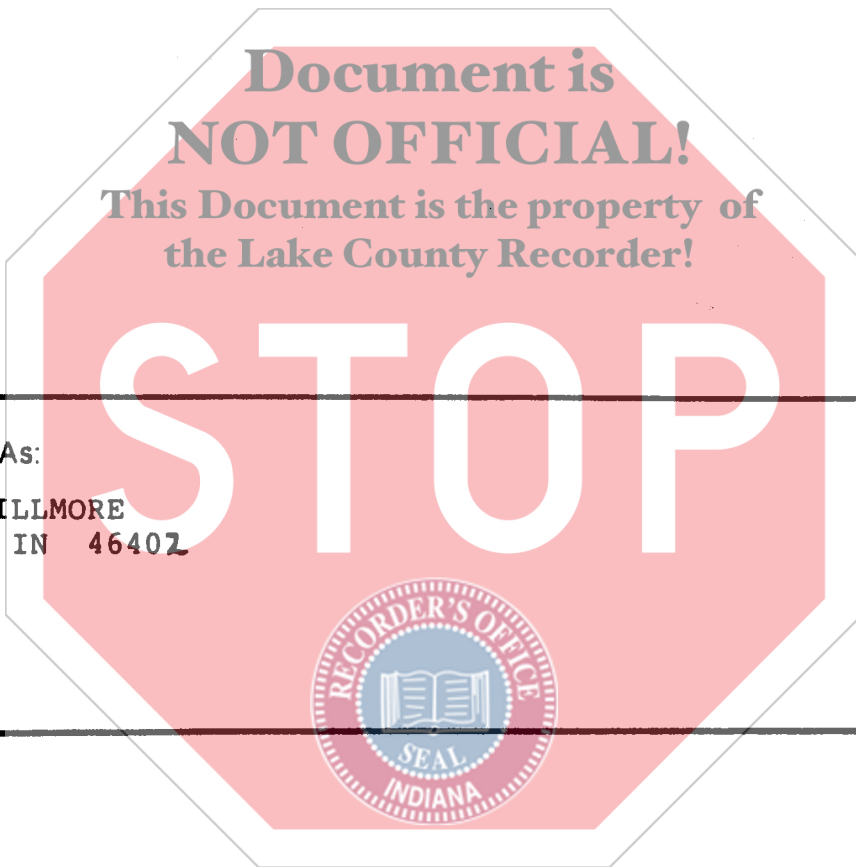 Document is
NOT OFFICIAL!
This Document is the property of
the Lake County Recorder!
STOP
As:
ILLMORE
IN 46402
RECORDER'S OFFICE
SEAL
INDIANA